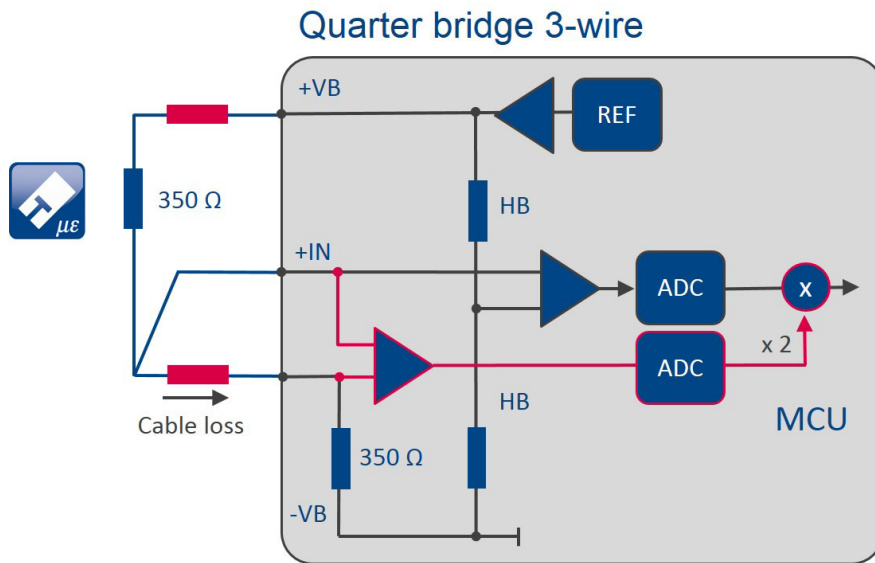 Quarter bridge 3-wire
+VB
REF
350 Ω
με
HB
+IN
ADC
x
x 2
ADC
Cable loss
HB
MCU
350 Ω
-VB